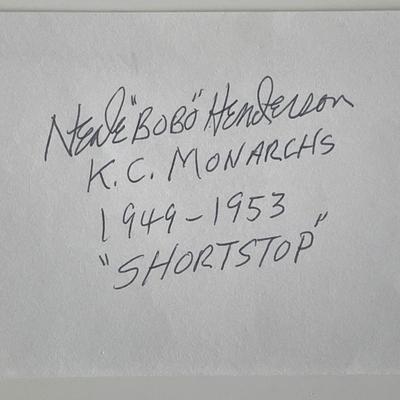 Neale "BOBO" Henderson
K.C. MONARCHS
1949-1953
"SHORTSTOP"